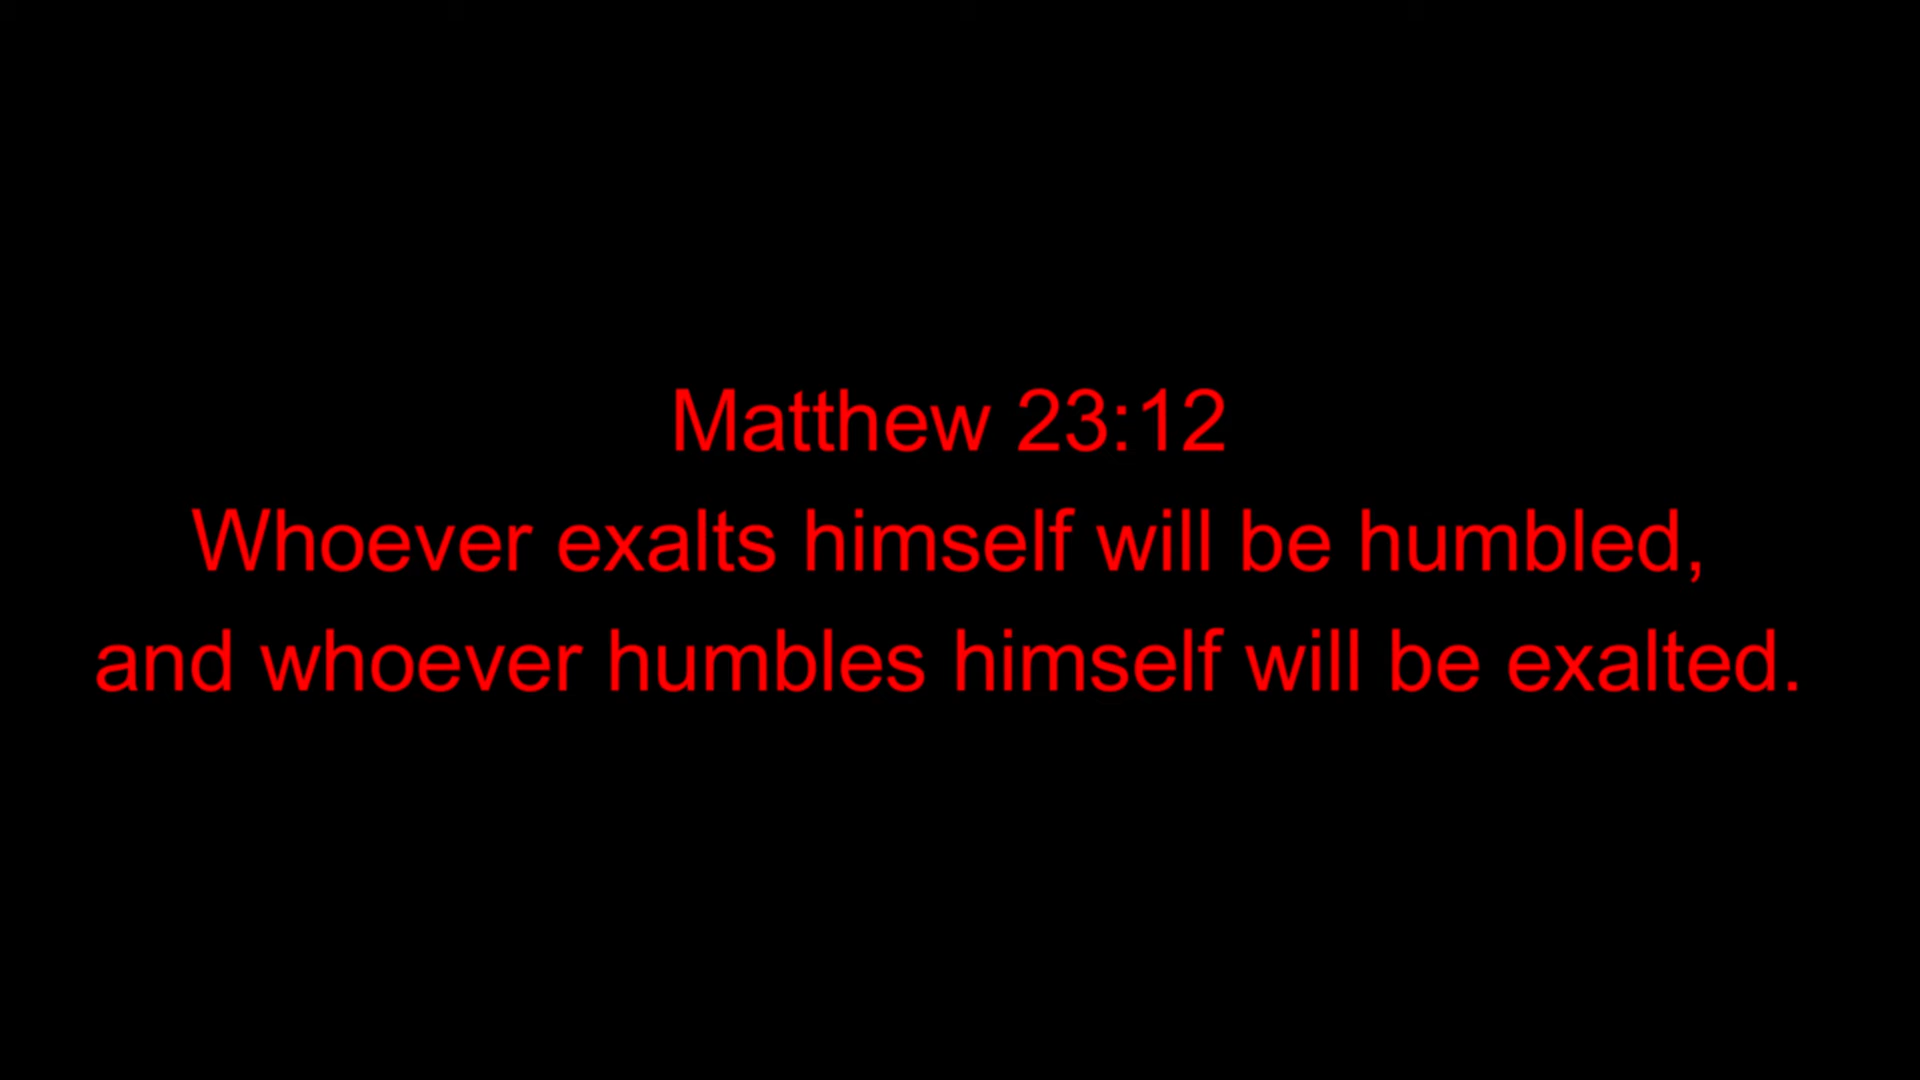 Matthew 23:12
Whoever exalts himself will be humbled,
and whoever humbles himself will be exalted.